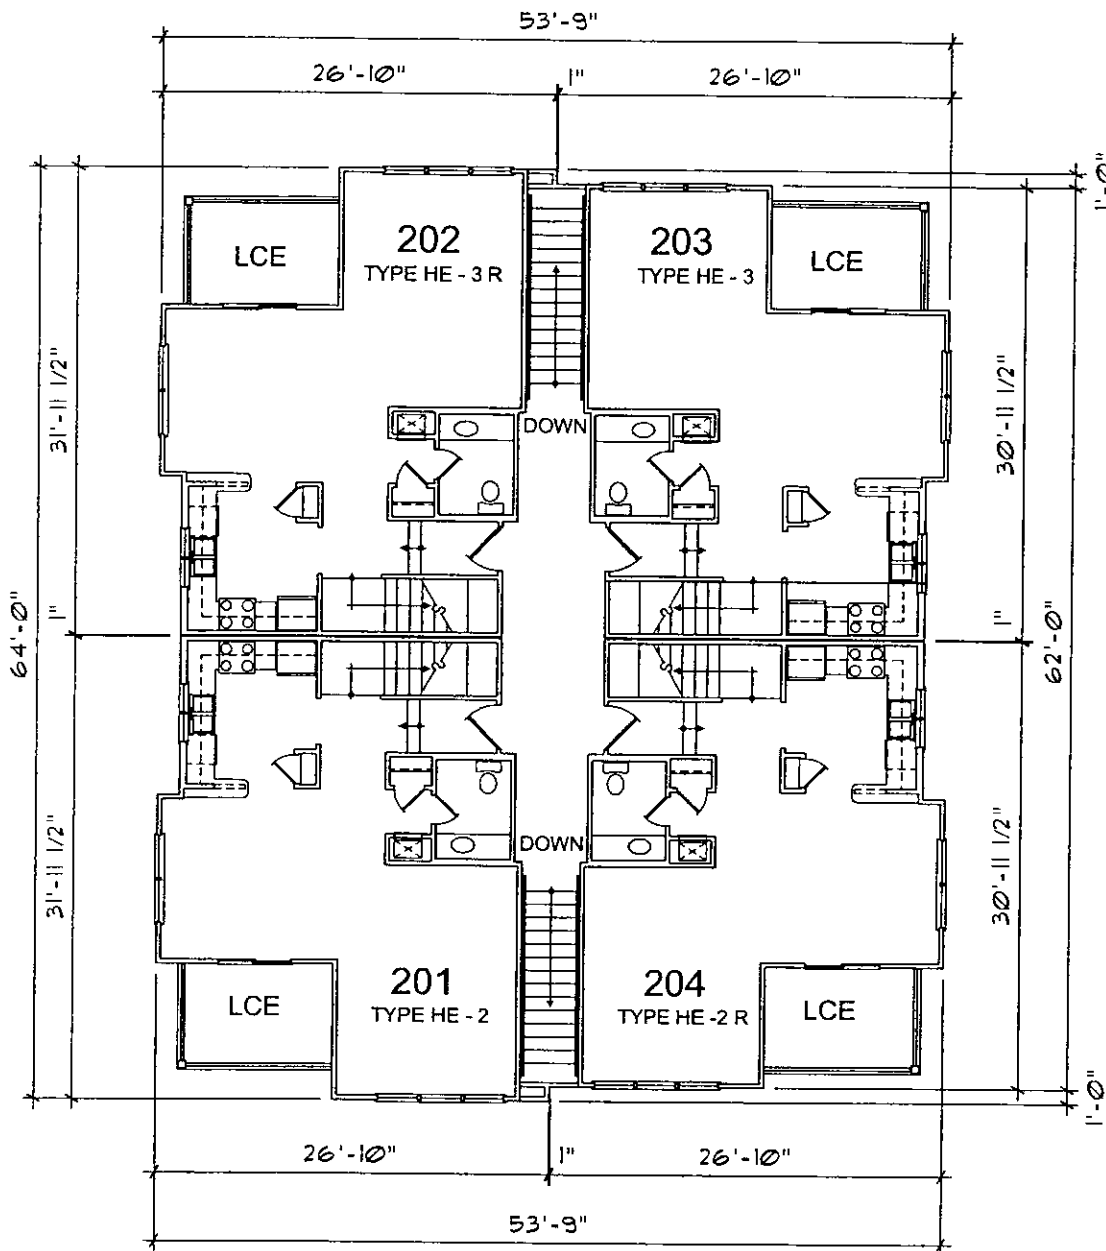 53'-9"
26'-10"
1"
26'-10"
1'-0"
202
TYPE HE - 3 R
203
TYPE HE - 3
LCE
LCE
31'-11 1/2"
30'-11 1/2"
DOWN
1"
1"
64'-0"
62'-0"
31'-11 1/2"
30'-11 1/2"
DOWN
201
TYPE HE - 2
204
TYPE HE -2 R
LCE
LCE
1'-0"
26'-10"
1"
26'-10"
53'-9"